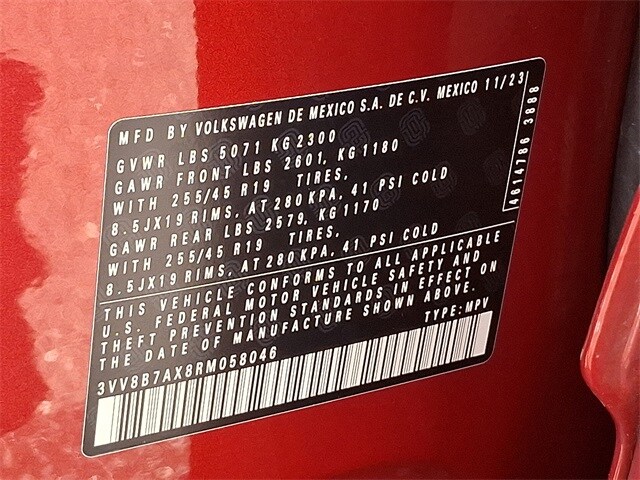 MFD BY VOLKSWAGEN DE MEXICO S.A. DE C.V. MEXICO 11/23
GVWR LBS 5071 KG 2300
GAWR FRONT LBS 2601, KG 1180
WITH 255/45 R19 TIRES,
8.5JX19 RIMS, AT 280 KPA, 41 PSI COLD
GAWR REAR LBS 2579, KG 1170
WITH 255/45 R19 TIRES,
8.5JX19 RIMS, AT 280 KPA, 41 PSI COLD
4614786 3888
THIS VEHICLE CONFORMS TO ALL APPLICABLE
U.S. FEDERAL MOTOR VEHICLE SAFETY AND
THEFT PREVENTION STANDARDS IN EFFECT ON
THE DATE OF MANUFACTURE SHOWN ABOVE.
3VV8B7AX8RM058046 TYPE: MPV